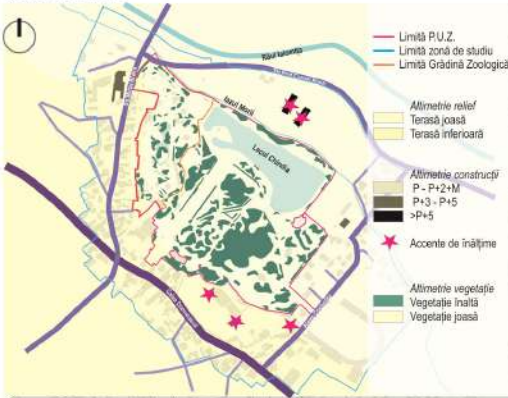 Limită P.U.Z.
Limită zonă de studiu
Limită Grădină Zoologică
Altimetrie relief
Terasă joasă
Terasă inferioară
Altimetrie construcții
P - P+2+M
P+3 - P+5
>P+5
Accente de înălțime
Altimetrie vegetație
Vegetație înaltă
Vegetație joasă
Râul Ialomița
Iazul Morii
Lacul Chindia